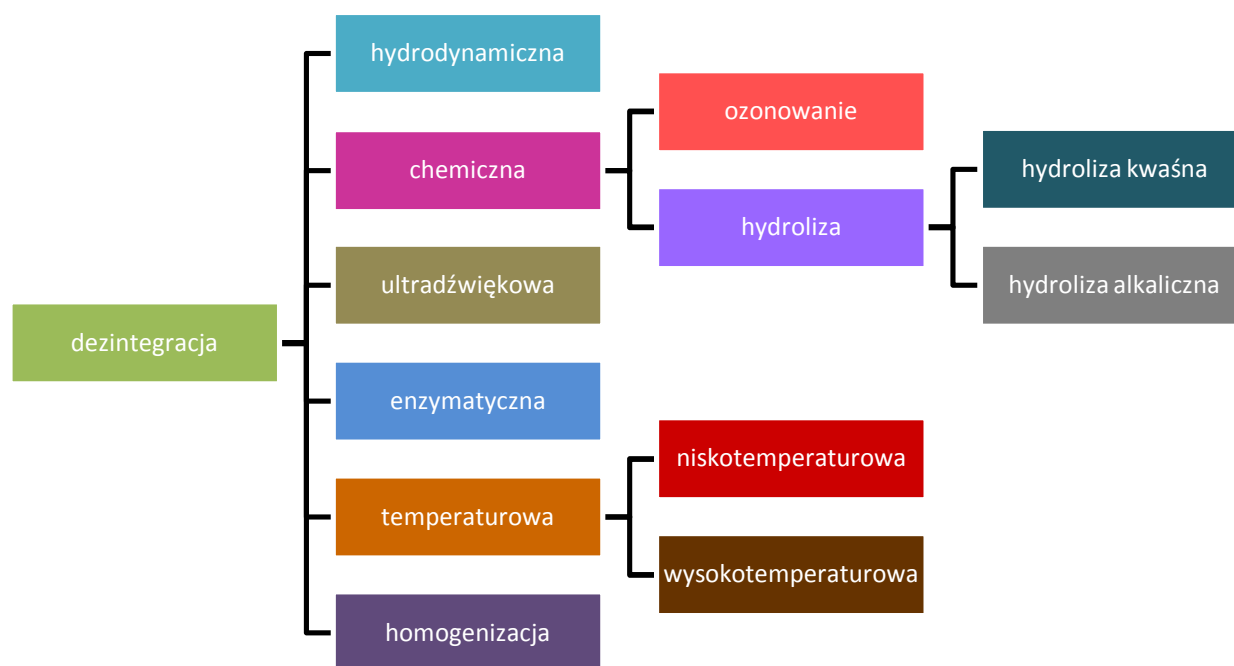 dezintegracja
hydrodynamiczna
chemiczna
ozonowanie
hydroliza
hydroliza kwaśna
hydroliza alkaliczna
ultradźwiękowa
enzymatyczna
temperaturowa
niskotemperaturowa
wysokotemperaturowa
homogenizacja